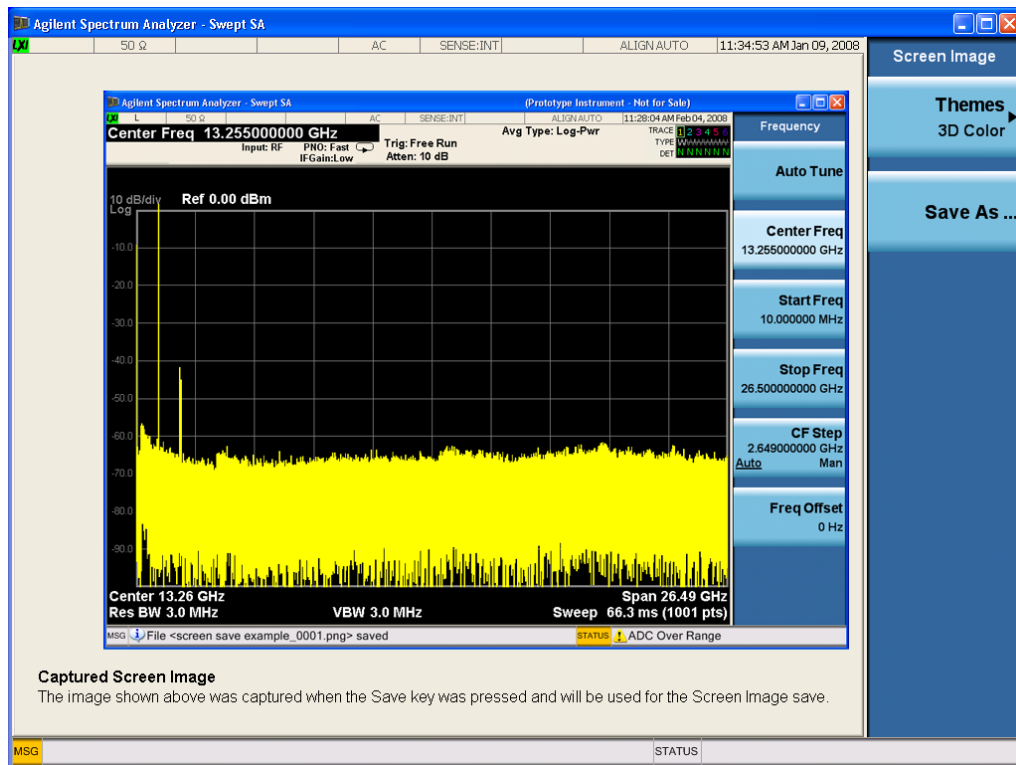 Agilent Spectrum Analyzer - Swept SA
LXI 50 Ω AC SENSE:INT ALIGN AUTO 11:34:53 AM Jan 09, 2008
Screen Image
Themes
3D Color
Save As ...
Agilent Spectrum Analyzer - Swept SA (Prototype Instrument - Not for Sale)
LXI L 50 Ω AC SENSE:INT ALIGNAUTO 11:28:04 AM Feb 04, 2008
Center Freq 13.255000000 GHz
Input: RF PNO: Fast
IFGain:Low
Trig: Free Run
Atten: 10 dB
Avg Type: Log-Pwr
TRACE 1 2 3 4 5 6
TYPE WWWWWW
DET N N N N N N
Frequency
Auto Tune
Center Freq
13.255000000 GHz
Start Freq
10.000000 MHz
Stop Freq
26.500000000 GHz
CF Step
2.649000000 GHz
Auto Man
Freq Offset
0 Hz
10 dB/div Ref 0.00 dBm
Log
-10.0
-20.0
-30.0
-40.0
-50.0
-60.0
-70.0
-80.0
-90.0
Center 13.26 GHz Span 26.49 GHz
Res BW 3.0 MHz VBW 3.0 MHz Sweep 66.3 ms (1001 pts)
MSG File <screen save example_0001.png> saved STATUS ADC Over Range
Captured Screen Image
The image shown above was captured when the Save key was pressed and will be used for the Screen Image save.
MSG STATUS